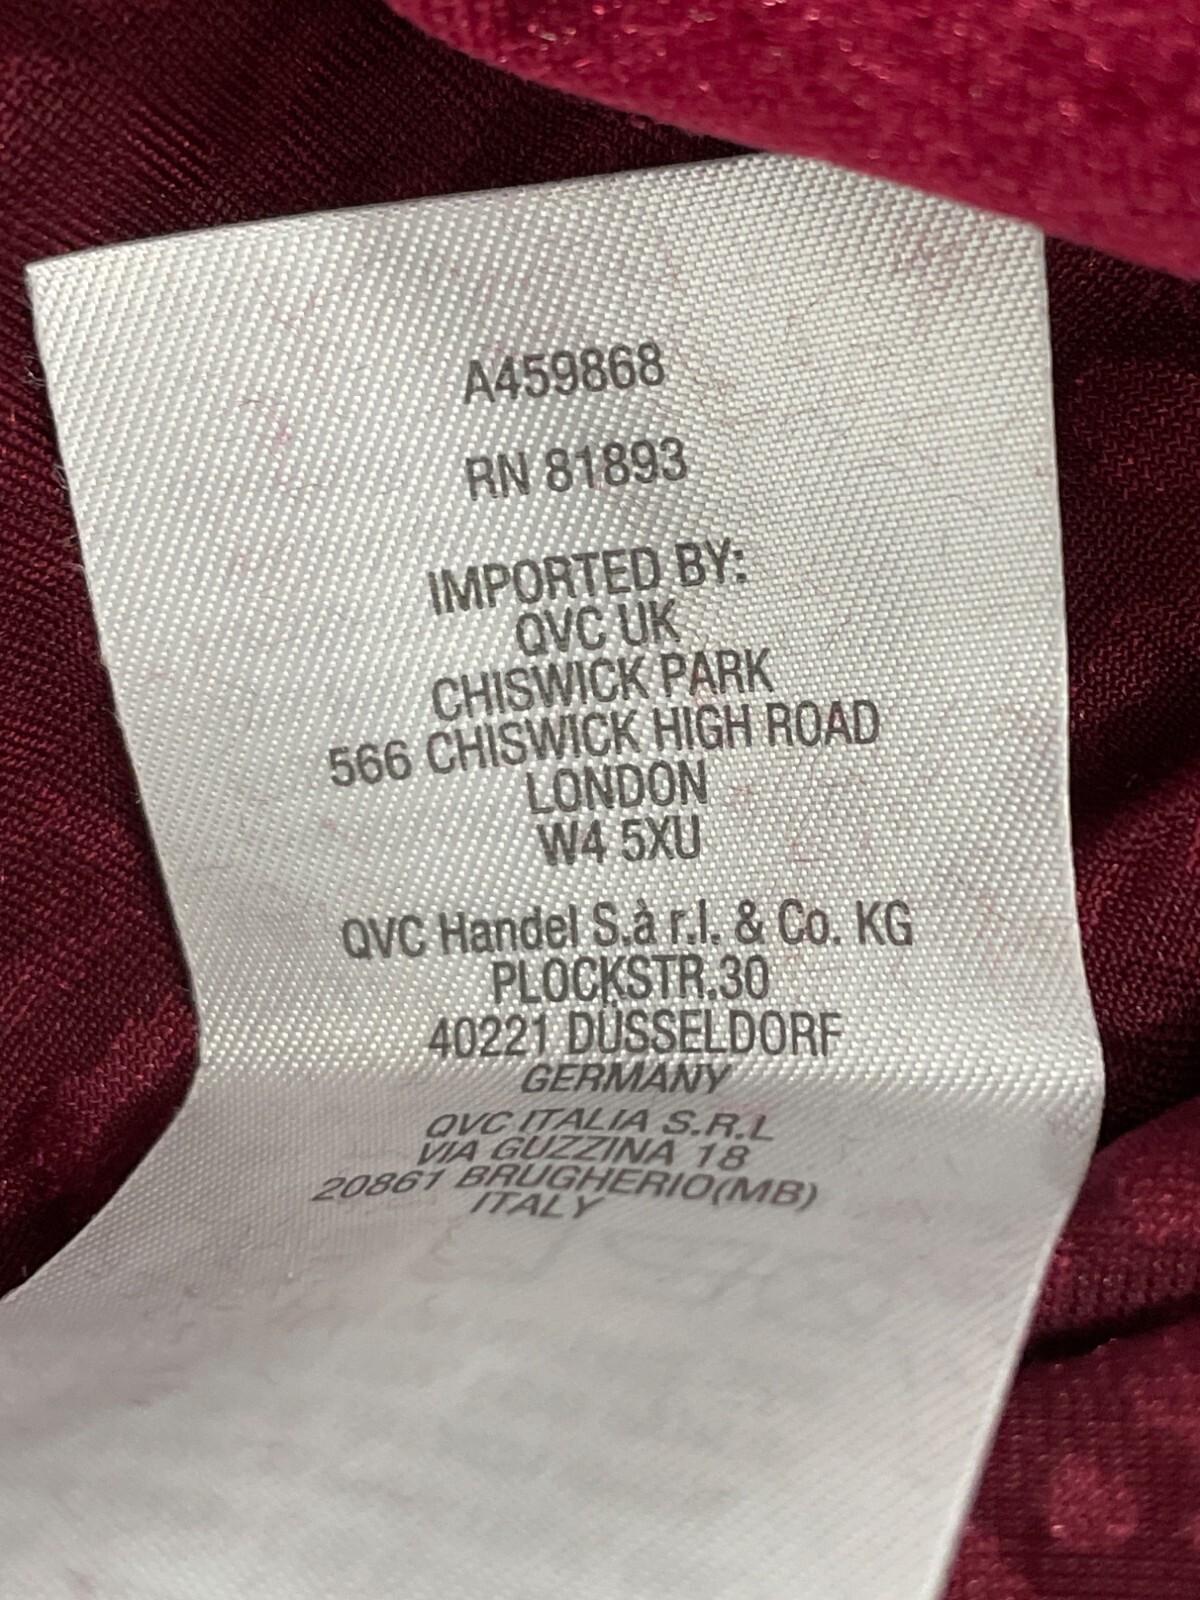 A459868
RN 81893
IMPORTED BY:
QVC UK
CHISWICK PARK
566 CHISWICK HIGH ROAD
LONDON
W4 5XU
QVC Handel S.à r.l. & Co. KG
PLOCKSTR.30
40221 DÜSSELDORF
GERMANY
QVC ITALIA S.R.L
VIA GUZZINA 18
20861 BRUGHERIO(MB)
ITALY